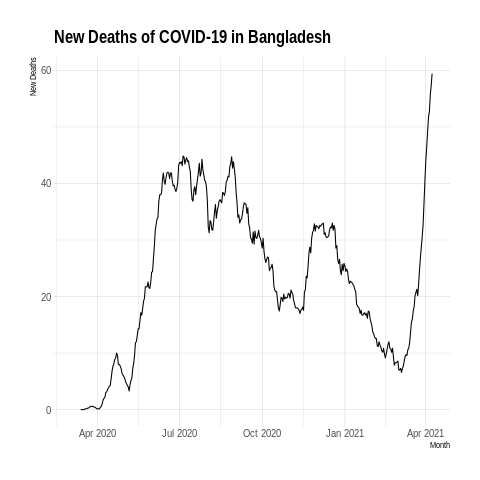 New Deaths of COVID-19 in Bangladesh
New Deaths
60
40
20
0
Apr 2020 Jul 2020 Oct 2020 Jan 2021 Apr 2021
Month